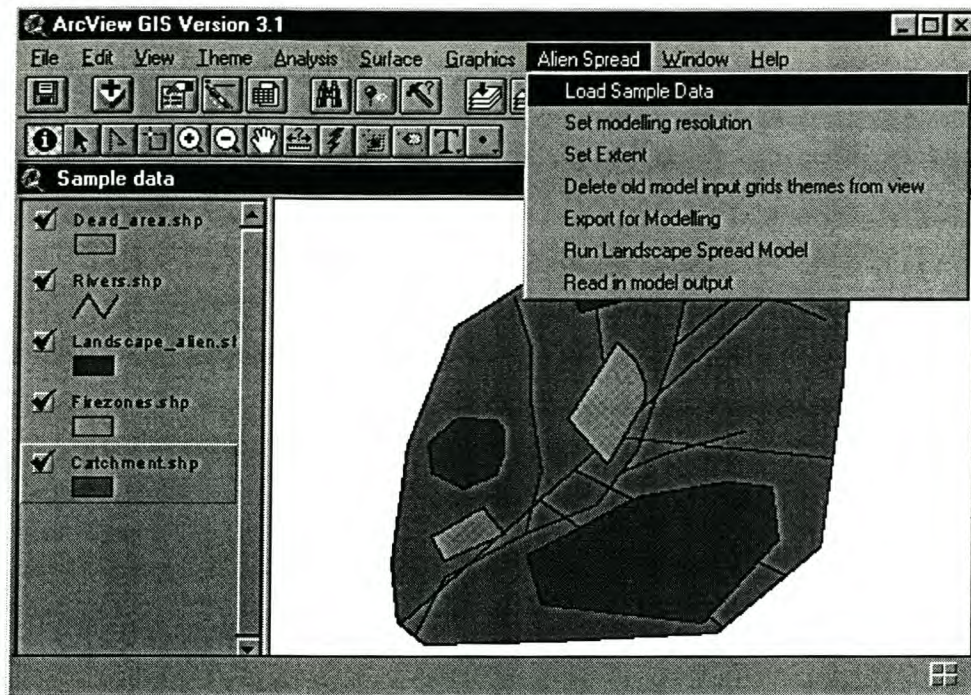 ArcView GIS Version 3.1
File Edit View Theme Analysis Surface Graphics Alien Spread Window Help
Load Sample Data
Set modelling resolution
Set Extent
Delete old model input grids themes from view
Export for Modelling
Run Landscape Spread Model
Read in model output
Sample data
Dead_area.shp
Rivers.shp
Landscape_alien.sl
Firezones.shp
Catchment.shp